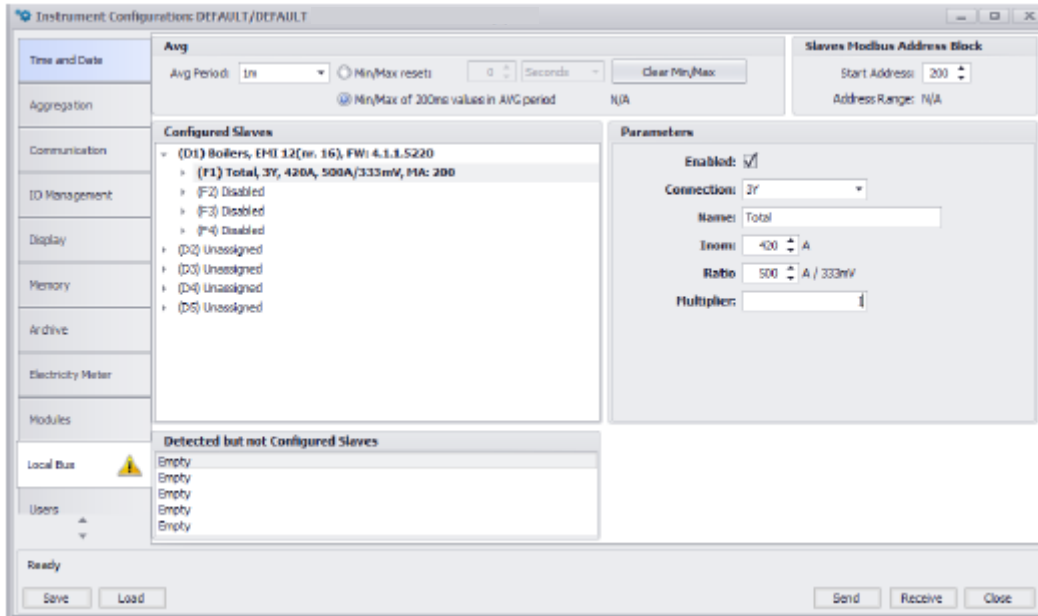 Instrument Configuration: DEFAULT/DEFAULT
Time and Date
Aggregation
Communication
IO Management
Display
Memory
Archive
Electricity Meter
Modules
Local Bus
Users
Avg
Avg Period: 1m
Min/Max reset: 0 Seconds
Clear Min/Max
Min/Max of 200ms values in AVG period N/A
Slaves Modbus Address Block
Start Address: 200
Address Range: N/A
Configured Slaves
(D1) Boilers, EMI 12(nr. 16), FW: 4.1.1.5220
(F1) Total, 3Y, 420A, 500A/333mV, MA: 200
(F2) Disabled
(F3) Disabled
(F4) Disabled
(D2) Unassigned
(D3) Unassigned
(D4) Unassigned
(D5) Unassigned
Parameters
Enabled:
Connection: 3Y
Name: Total
Inom: 420 A
Ratio 500 A / 333mV
Multiplier: 1
Detected but not Configured Slaves
Empty
Empty
Empty
Empty
Empty
Ready
Save Load Send Receive Close